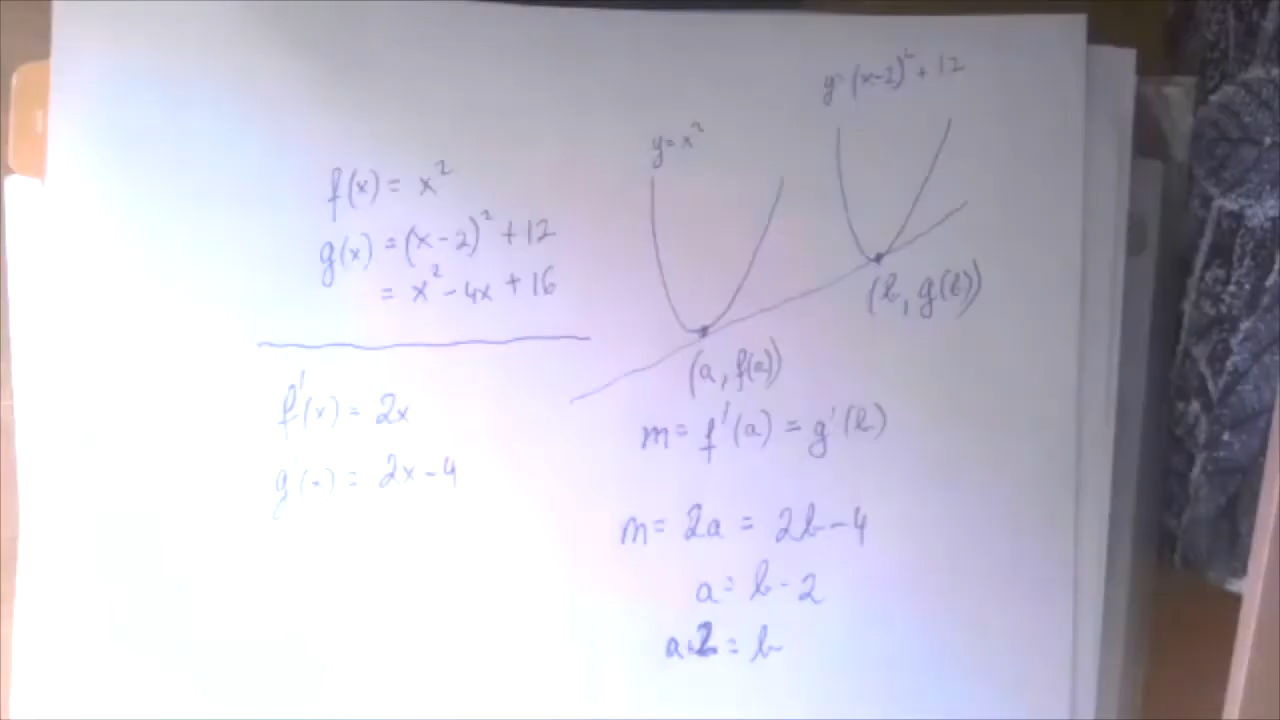 f(x) = x²
g(x) = (x-2)² + 12
= x² - 4x + 16
f'(x) = 2x
g'(x) = 2x - 4
y = x²
y = (x-2)² + 12
(a, f(a))
(b, g(b))
m = f'(a) = g'(b)
m = 2a = 2b - 4
a = b - 2
a+2 = b